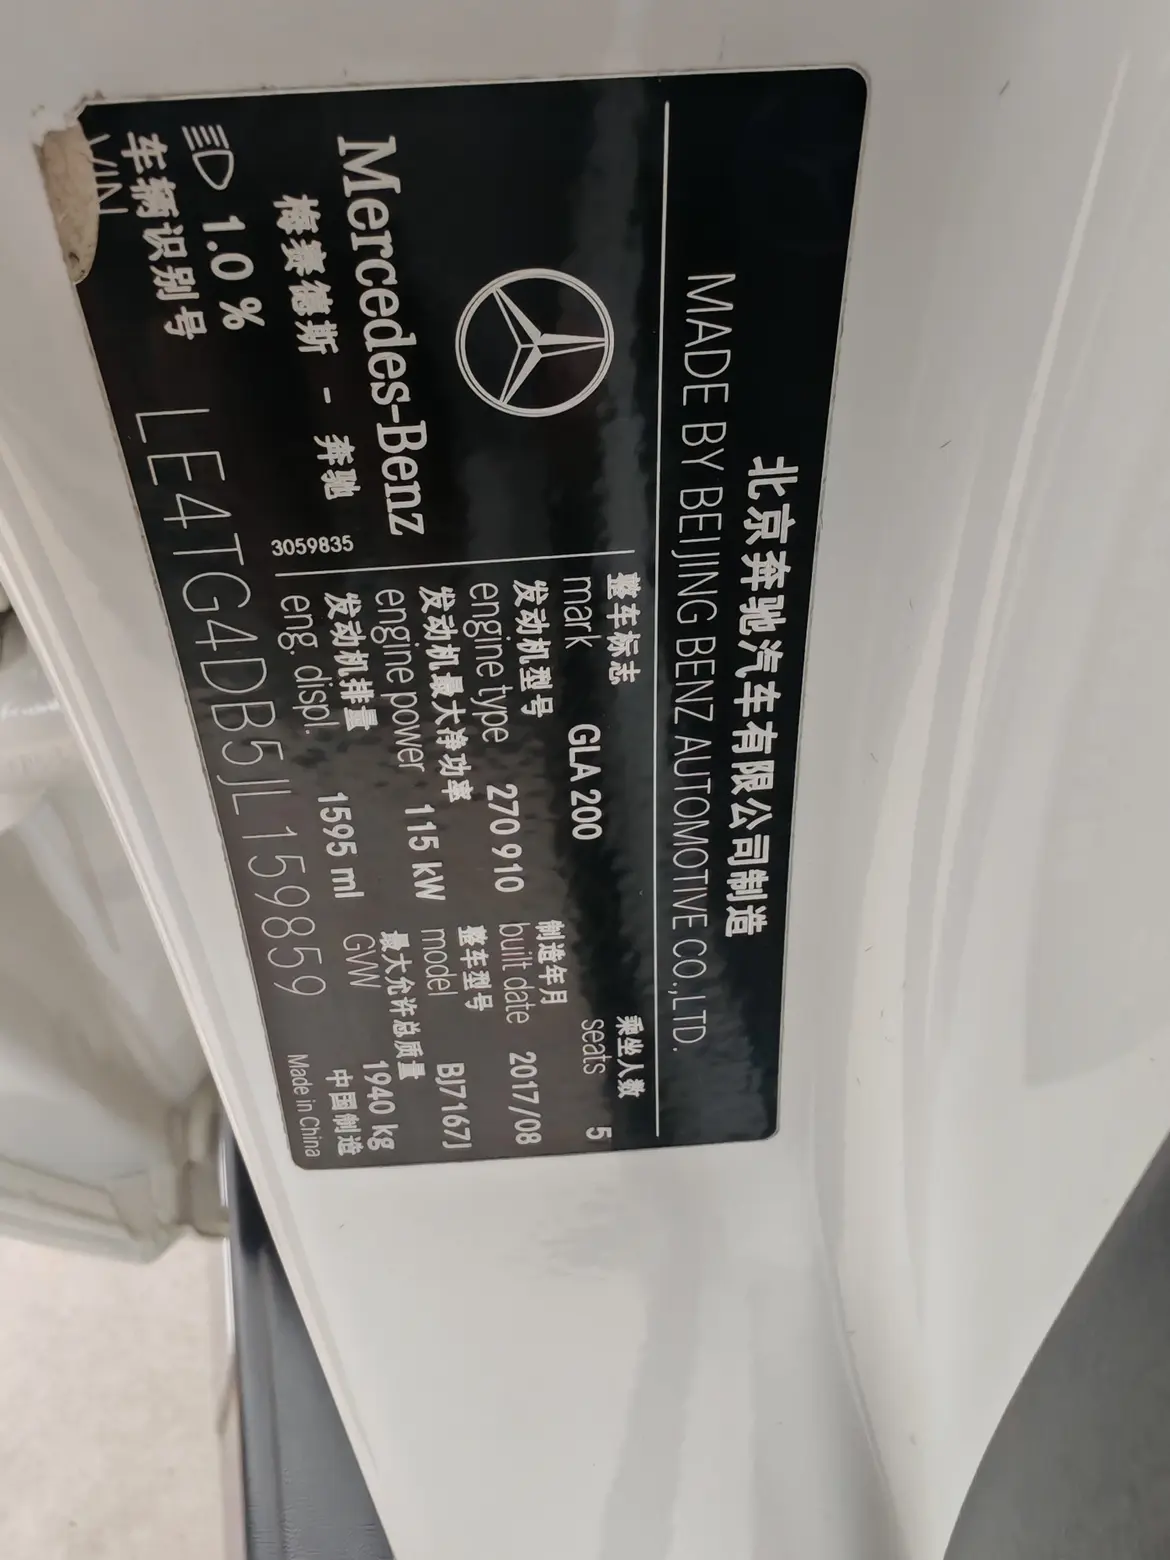 北京奔驰汽车有限公司制造
MADE BY BEIJING BENZ AUTOMOTIVE CO.,LTD.
Mercedes-Benz
梅赛德斯 - 奔驰
3059835
整车标志
mark GLA 200
乘坐人数
seats 5
发动机型号
engine type 270 910
制造年月
built date 2017/08
发动机最大净功率
engine power 115 kW
整车型号
model BJ7167J
发动机排量
eng. displ. 1595 ml
最大允许总质量
GVW 1940 kg
1.0 %
车辆识别号
VIN LE4TG4DB5JL159859
中国制造
Made in China